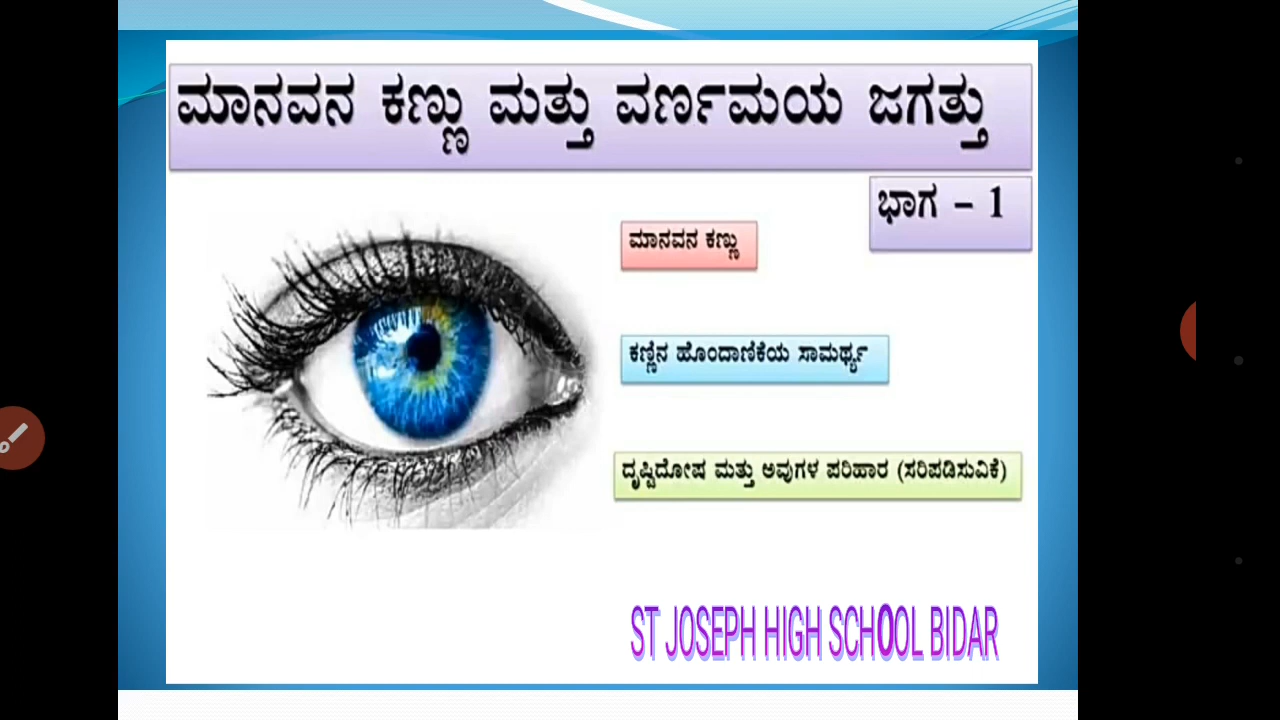 ಮಾನವನ ಕಣ್ಣು ಮತ್ತು ವರ್ಣಮಯ ಜಗತ್ತು
ಭಾಗ - 1
ಮಾನವನ ಕಣ್ಣು
ಕಣ್ಣಿನ ಹೊಂದಾಣಿಕೆಯ ಸಾಮರ್ಥ್ಯ
ದೃಷ್ಟಿದೋಷ ಮತ್ತು ಅವುಗಳ ಪರಿಹಾರ (ಸರಿಪಡಿಸುವಿಕೆ)
ST JOSEPH HIGH SCHOOL BIDAR